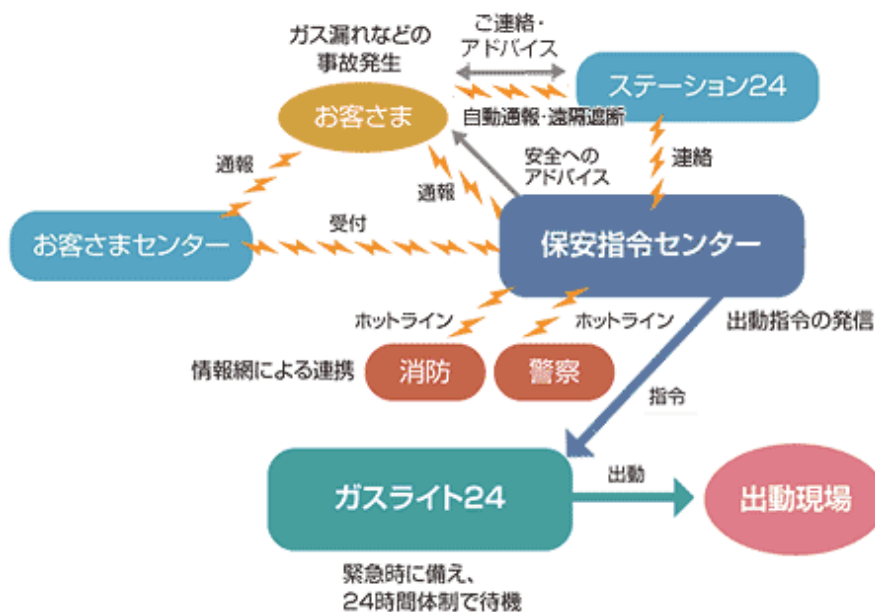 ガス漏れなどの
事故発生
お客さま
ご連絡・
アドバイス
ステーション24
自動通報・遠隔遮断
通報
通報
安全への
アドバイス
連絡
お客さまセンター
受付
保安指令センター
ホットライン
ホットライン
出動指令の発信
情報網による連携
消防
警察
指令
ガスライト24
出動
出動現場
緊急時に備え、
24時間体制で待機